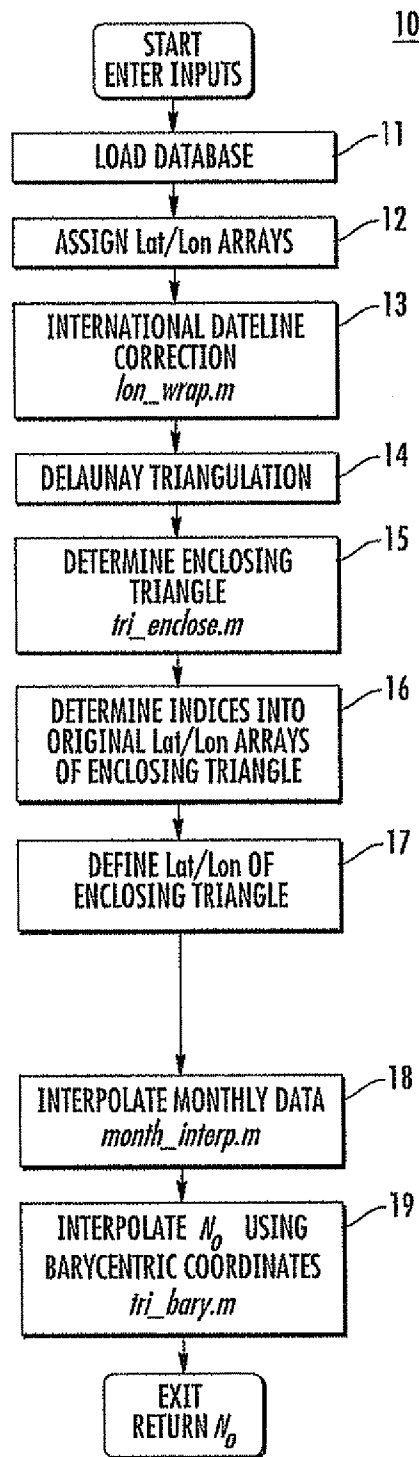 10
START
ENTER INPUTS
11
LOAD DATABASE
12
ASSIGN Lat/Lon ARRAYS
13
INTERNATIONAL DATELINE
CORRECTION
lon_wrap.m
14
DELAUNAY TRIANGULATION
15
DETERMINE ENCLOSING
TRIANGLE
tri_enclose.m
16
DETERMINE INDICES INTO
ORIGINAL Lat/Lon ARRAYS
OF ENCLOSING TRIANGLE
17
DEFINE Lat/Lon OF
ENCLOSING TRIANGLE
18
INTERPOLATE MONTHLY DATA
month_interp.m
19
INTERPOLATE N₀ USING
BARYCENTRIC COORDINATES
tri_bary.m
EXIT
RETURN N₀